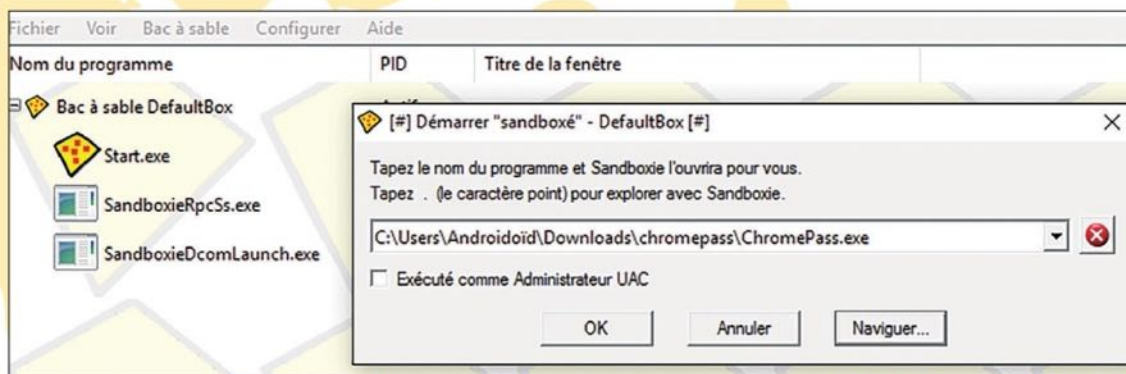 Fichier Voir Bac à sable Configurer Aide
Nom du programme PID Titre de la fenêtre
Bac à sable DefaultBox
Start.exe
SandboxieRpcSs.exe
SandboxieDcomLaunch.exe
[#] Démarrer "sandboxé" - DefaultBox [#]
Tapez le nom du programme et Sandboxie l'ouvrira pour vous.
Tapez . (le caractère point) pour explorer avec Sandboxie.
C:\Users\Androidoïd\Downloads\chromepass\ChromePass.exe
Exécuté comme Administrateur UAC
OK Annuler Naviguer...